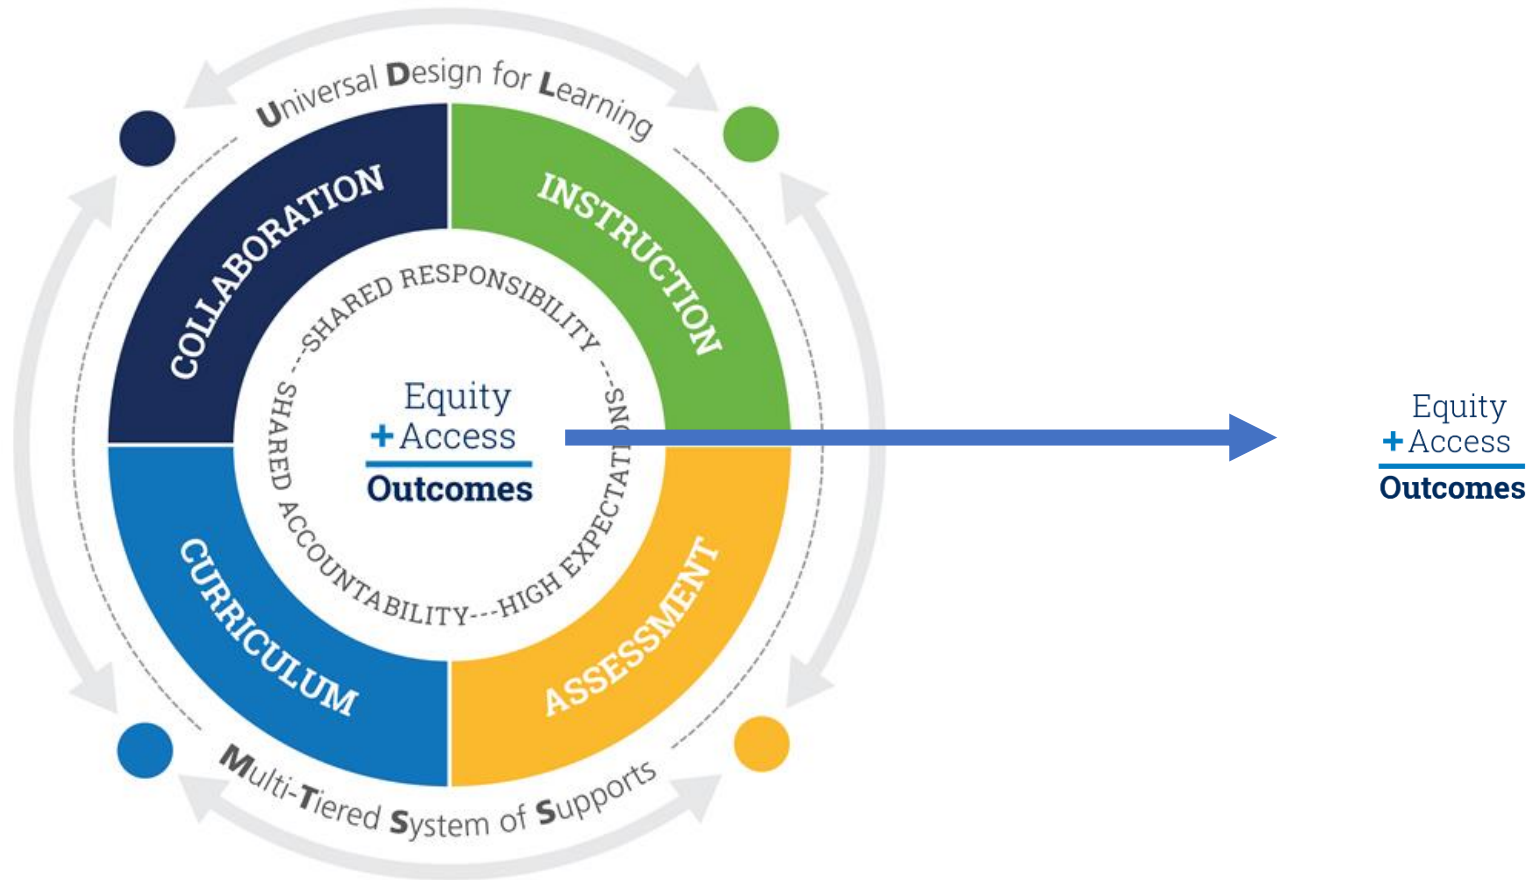 Universal Design for Learning
COLLABORATION
INSTRUCTION
---SHARED RESPONSIBILITY---
SHARED ACCOUNTABILITY---HIGH EXPECTATIONS
Equity
+Access
Outcomes
Equity
+Access
Outcomes
CURRICULUM
ASSESSMENT
Multi-Tiered System of Supports